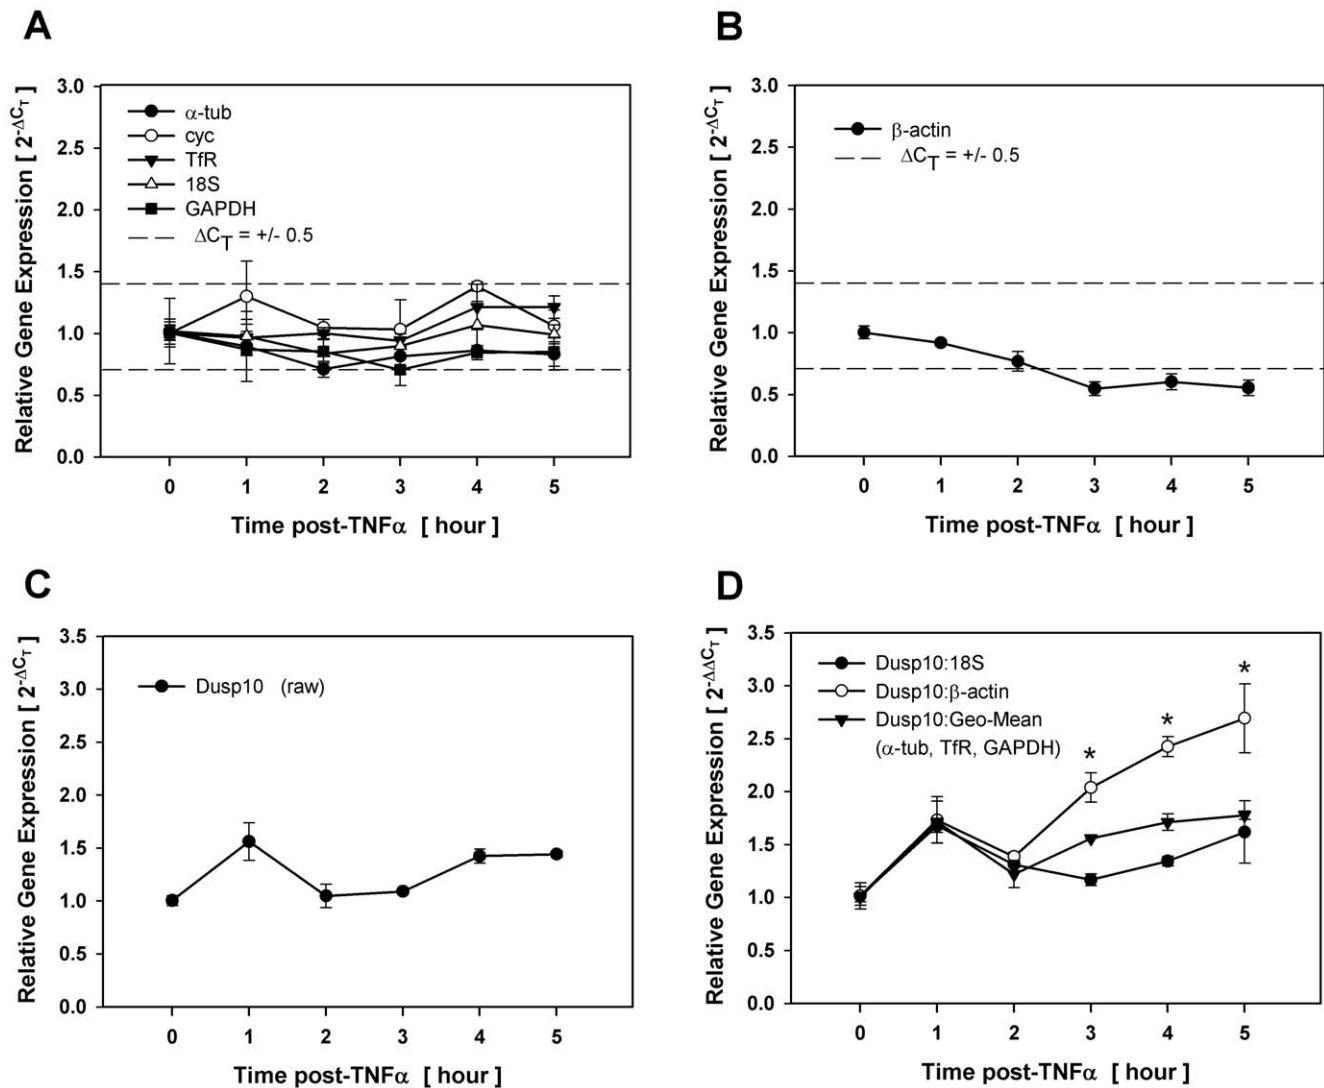 A
Relative Gene Expression [ 2^-ΔC_T ]
3.0
2.5
2.0
1.5
1.0
0.5
0.0
α-tub
cyc
TfR
18S
GAPDH
ΔC_T = +/- 0.5
0 1 2 3 4 5
Time post-TNFα [ hour ]
B
Relative Gene Expression [ 2^-ΔC_T ]
3.0
2.5
2.0
1.5
1.0
0.5
0.0
β-actin
ΔC_T = +/- 0.5
0 1 2 3 4 5
Time post-TNFα [ hour ]
C
Relative Gene Expression [ 2^-ΔC_T ]
3.5
3.0
2.5
2.0
1.5
1.0
0.5
0.0
Dusp10 (raw)
0 1 2 3 4 5
Time post-TNFα [ hour ]
D
Relative Gene Expression [ 2^-ΔΔC_T ]
3.5
3.0
2.5
2.0
1.5
1.0
0.5
0.0
Dusp10:18S
Dusp10:β-actin
Dusp10:Geo-Mean
(α-tub, TfR, GAPDH)
* * *
0 1 2 3 4 5
Time post-TNFα [ hour ]